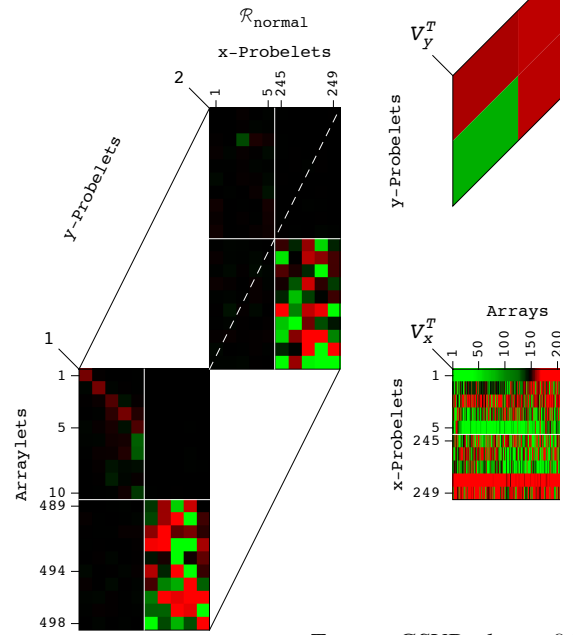 ℛnormal
x-Probelets
1 5 245 249
2
y-Probelets
1
Arraylets
1
5
10
489
494
498
V_y^T
y-Probelets
V_x^T
Arrays
1 50 100 150 200
x-Probelets
1
5
245
249